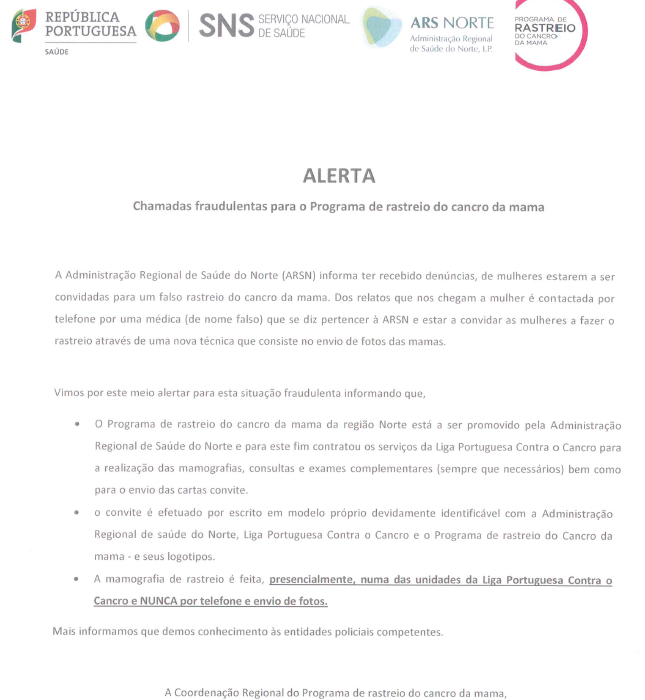 REPÚBLICA
PORTUGUESA
SAÚDE
SNS SERVIÇO NACIONAL
DE SAÚDE
ARS NORTE
Administração Regional
de Saúde do Norte, I.P.
PROGRAMA DE
RASTREIO
DO CANCRO
DA MAMA
ALERTA
Chamadas fraudulentas para o Programa de rastreio do cancro da mama
A Administração Regional de Saúde do Norte (ARSN) informa ter recebido denúncias, de mulheres estarem a ser
convidadas para um falso rastreio do cancro da mama. Dos relatos que nos chegam a mulher é contactada por
telefone por uma médica (de nome falso) que se diz pertencer à ARSN e estar a convidar as mulheres a fazer o
rastreio através de uma nova técnica que consiste no envio de fotos das mamas.
Vimos por este meio alertar para esta situação fraudulenta informando que,
• O Programa de rastreio do cancro da mama da região Norte está a ser promovido pela Administração
Regional de Saúde do Norte e para este fim contratou os serviços da Liga Portuguesa Contra o Cancro para
a realização das mamografias, consultas e exames complementares (sempre que necessários) bem como
para o envio das cartas convite.
• o convite é efetuado por escrito em modelo próprio devidamente identificável com a Administração
Regional de saúde do Norte, Liga Portuguesa Contra o Cancro e o Programa de rastreio do Cancro da
mama - e seus logotipos.
• A mamografia de rastreio é feita, presencialmente, numa das unidades da Liga Portuguesa Contra o
Cancro e NUNCA por telefone e envio de fotos.
Mais informamos que demos conhecimento às entidades policiais competentes.
A Coordenação Regional do Programa de rastreio do cancro da mama,